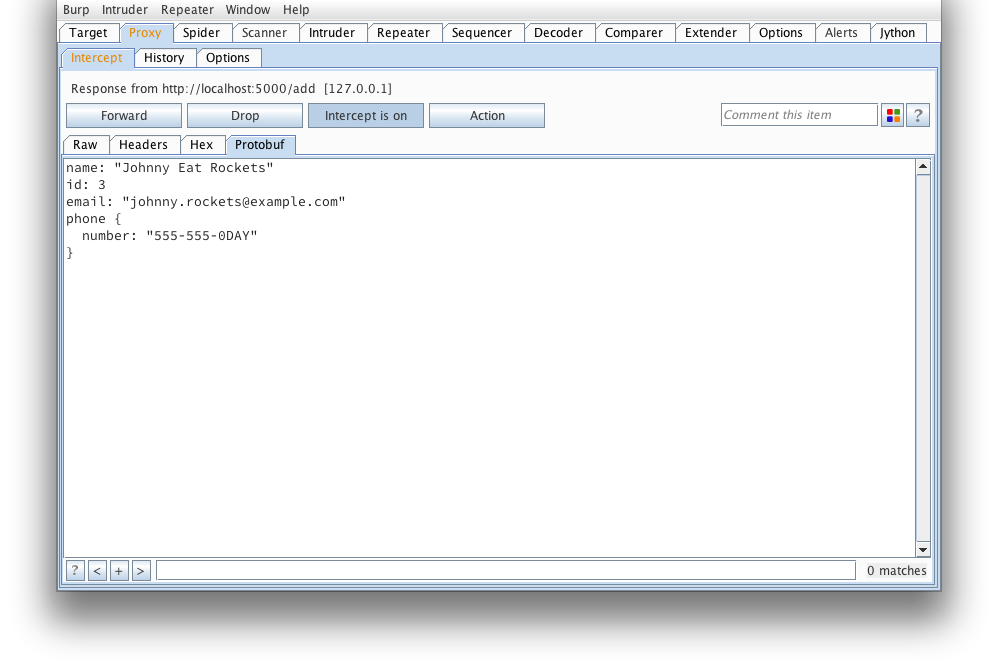 Burp Intruder Repeater Window Help
Target Proxy Spider Scanner Intruder Repeater Sequencer Decoder Comparer Extender Options Alerts Jython
Intercept History Options
Response from http://localhost:5000/add [127.0.0.1]
Forward Drop Intercept is on Action Comment this item ?
Raw Headers Hex Protobuf
name: "Johnny Eat Rockets"
id: 3
email: "johnny.rockets@example.com"
phone {
  number: "555-555-0DAY"
}
? < + > 0 matches